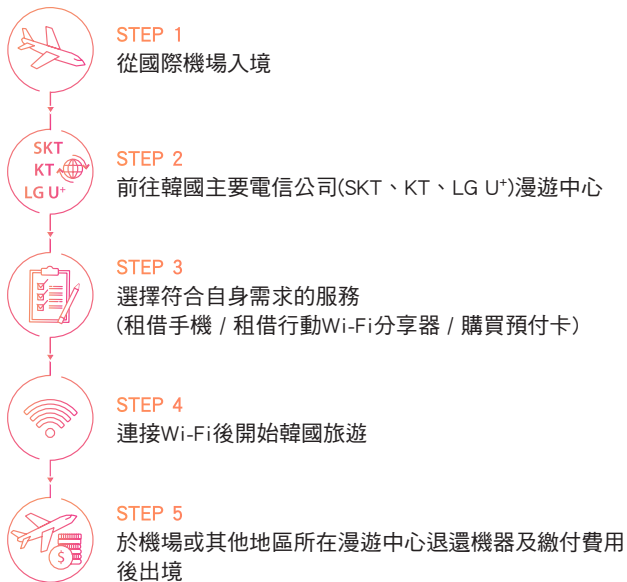 STEP 1
從國際機場入境
SKT
KT
LG U⁺
STEP 2
前往韓國主要電信公司(SKT、KT、LG U⁺)漫遊中心
STEP 3
選擇符合自身需求的服務
(租借手機 / 租借行動Wi-Fi分享器 / 購買預付卡)
STEP 4
連接Wi-Fi後開始韓國旅遊
STEP 5
於機場或其他地區所在漫遊中心退還機器及繳付費用
後出境
$